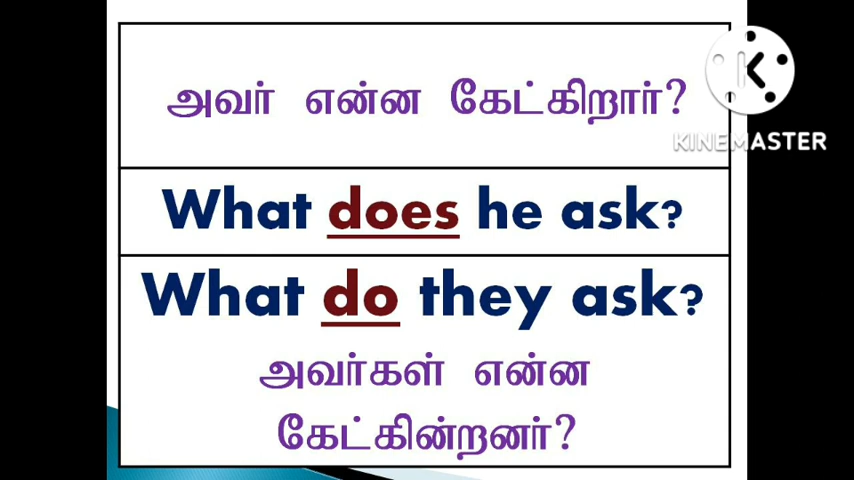 அவர் என்ன கேட்கிறார்?
KINEMASTER
What does he ask?
What do they ask?
அவர்கள் என்ன
கேட்கின்றனர்?